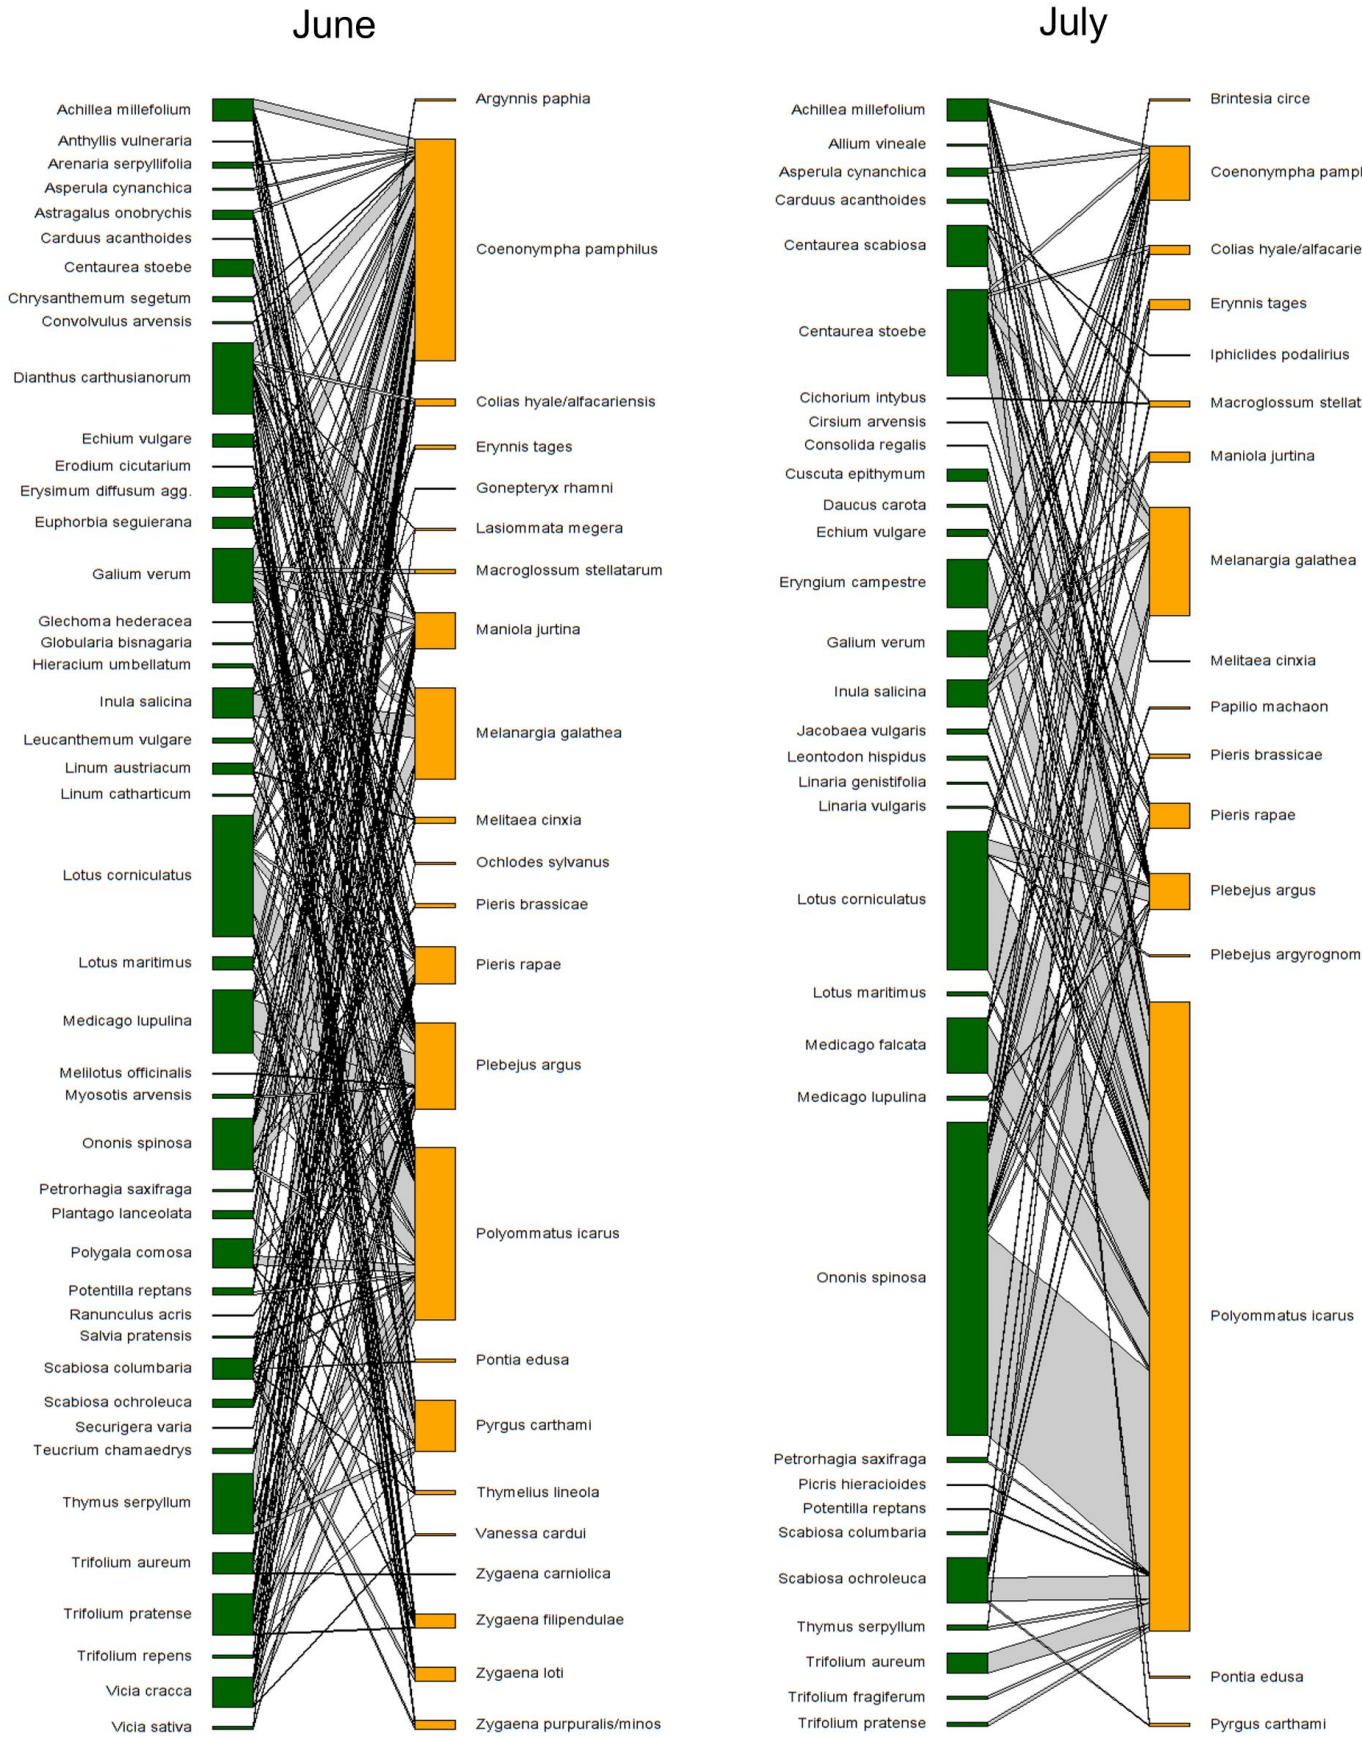 June
Achillea millefolium
Anthyllis vulneraria
Arenaria serpyllifolia
Asperula cynanchica
Astragalus onobrychis
Carduus acanthoides
Centaurea stoebe
Chrysanthemum segetum
Convolvulus arvensis
Dianthus carthusianorum
Echium vulgare
Erodium cicutarium
Erysimum diffusum agg.
Euphorbia seguierana
Galium verum
Glechoma hederacea
Globularia bisnagaria
Hieracium umbellatum
Inula salicina
Leucanthemum vulgare
Linum austriacum
Linum catharticum
Lotus corniculatus
Lotus maritimus
Medicago lupulina
Melilotus officinalis
Myosotis arvensis
Ononis spinosa
Petrorhagia saxifraga
Plantago lanceolata
Polygala comosa
Potentilla reptans
Ranunculus acris
Salvia pratensis
Scabiosa columbaria
Scabiosa ochroleuca
Securigera varia
Teucrium chamaedrys
Thymus serpyllum
Trifolium aureum
Trifolium pratense
Trifolium repens
Vicia cracca
Vicia sativa
Argynnis paphia
Coenonympha pamphilus
Colias hyale/alfacariensis
Erynnis tages
Gonepteryx rhamni
Lasiommata megera
Macroglossum stellatarum
Maniola jurtina
Melanargia galathea
Melitaea cinxia
Ochlodes sylvanus
Pieris brassicae
Pieris rapae
Plebejus argus
Polyommatus icarus
Pontia edusa
Pyrgus carthami
Thymelius lineola
Vanessa cardui
Zygaena carniolica
Zygaena filipendulae
Zygaena loti
Zygaena purpuralis/minos
July
Achillea millefolium
Allium vineale
Asperula cynanchica
Carduus acanthoides
Centaurea scabiosa
Centaurea stoebe
Cichorium intybus
Cirsium arvensis
Consolida regalis
Cuscuta epithymum
Daucus carota
Echium vulgare
Eryngium campestre
Galium verum
Inula salicina
Jacobaea vulgaris
Leontodon hispidus
Linaria genistifolia
Linaria vulgaris
Lotus corniculatus
Lotus maritimus
Medicago falcata
Medicago lupulina
Ononis spinosa
Petrorhagia saxifraga
Picris hieracioides
Potentilla reptans
Scabiosa columbaria
Scabiosa ochroleuca
Thymus serpyllum
Trifolium aureum
Trifolium fragiferum
Trifolium pratense
Brintesia circe
Coenonympha pampl
Colias hyale/alfacarie
Erynnis tages
Iphiclides podalirius
Macroglossum stellat
Maniola jurtina
Melanargia galathea
Melitaea cinxia
Papilio machaon
Pieris brassicae
Pieris rapae
Plebejus argus
Plebejus argyrognom
Polyommatus icarus
Pontia edusa
Pyrgus carthami